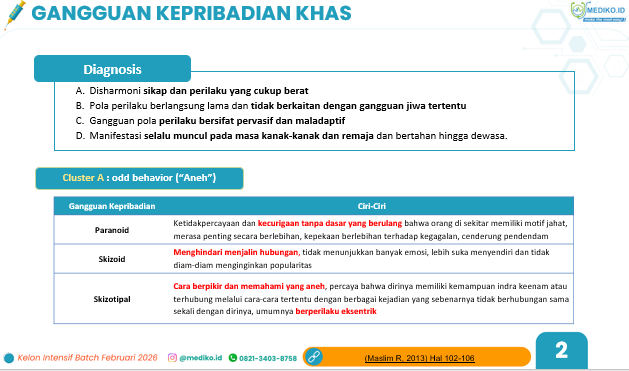 GANGGUAN KEPRIBADIAN KHAS
MEDIKO.ID
Diagnosis
A. Disharmoni sikap dan perilaku yang cukup berat
B. Pola perilaku berlangsung lama dan tidak berkaitan dengan gangguan jiwa tertentu
C. Gangguan pola perilaku bersifat pervasif dan maladaptif
D. Manifestasi selalu muncul pada masa kanak-kanak dan remaja dan bertahan hingga dewasa.
Cluster A : odd behavior ("Aneh")
Gangguan Kepribadian Ciri-Ciri
Paranoid
Ketidakpercayaan dan kecurigaan tanpa dasar yang berulang bahwa orang di sekitar memiliki motif jahat,
merasa penting secara berlebihan, kepekaan berlebihan terhadap kegagalan, cenderung pendendam
Skizoid
Menghindari menjalin hubungan, tidak menunjukkan banyak emosi, lebih suka menyendiri dan tidak
diam-diam menginginkan popularitas
Skizotipal
Cara berpikir dan memahami yang aneh, percaya bahwa dirinya memiliki kemampuan indra keenam atau
terhubung melalui cara-cara tertentu dengan berbagai kejadian yang sebenarnya tidak berhubungan sama
sekali dengan dirinya, umumnya berperilaku eksentrik
Kelon Intensif Batch Februari 2026 @mediko.id 0821-3403-8758 (Maslim R, 2013) Hal 102-106 2